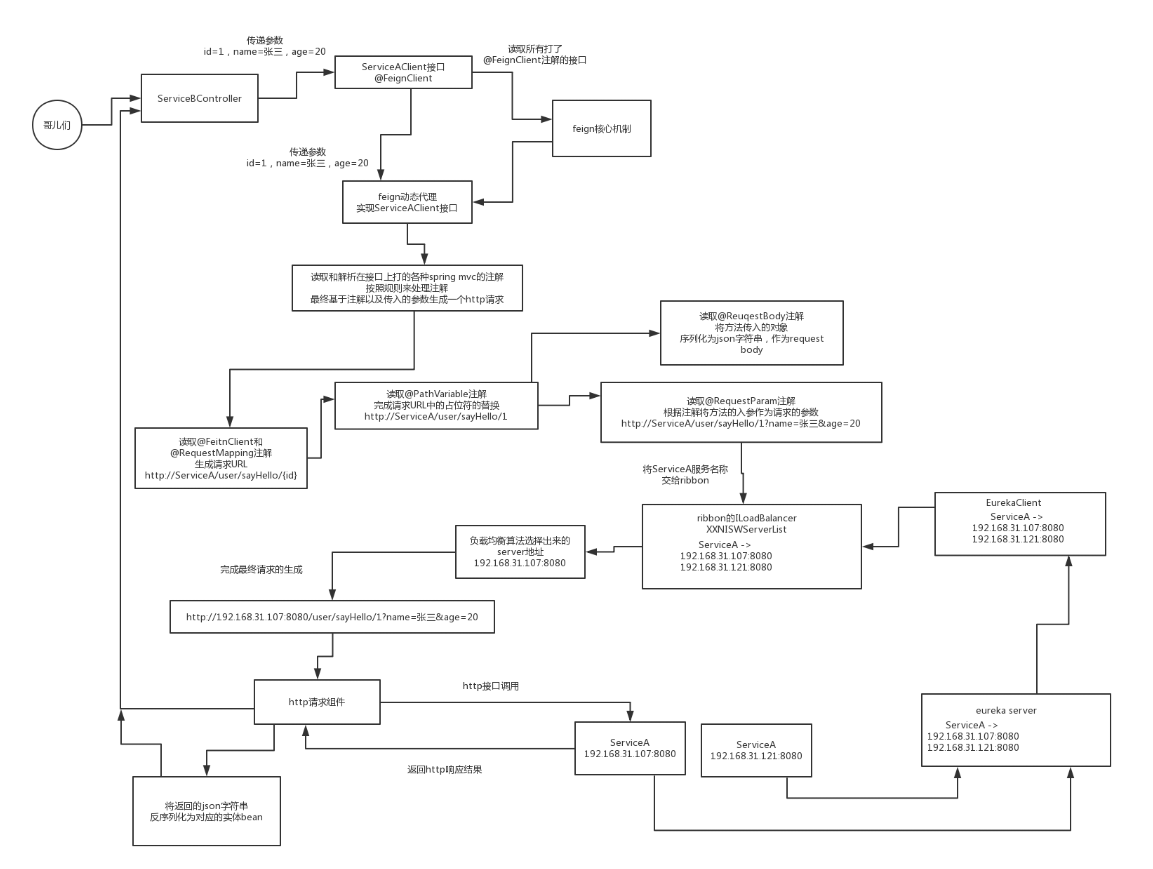 传递参数
id=1，name=张三，age=20
ServiceAClient接口
@FeignClient
读取所有打了
@FeignClient注解的接口
ServiceBController
哥儿们
feign核心机制
传递参数
id=1，name=张三，age=20
feign动态代理
实现ServiceAClient接口
读取和解析在接口上打的各种spring mvc的注解
按照规则来处理注解
最终基于注解以及传入的参数生成一个http请求
读取@ReuqestBody注解
将方法传入的对象
序列化为json字符串，作为request
body
读取@PathVariable注解
完成请求URL中的占位符的替换
http://ServiceA/user/sayHello/1
读取@RequestParam注解
根据注解将方法的入参作为请求的参数
http://ServiceA/user/sayHello/1?name=张三&age=20
读取@FeitnClient和
@RequestMapping注解
生成请求URL
http://ServiceA/user/sayHello/{id}
将ServiceA服务名称
交给ribbon
ribbon的ILoadBalancer
XXNISWServerList
ServiceA ->
192.168.31.107:8080
192.168.31.121:8080
EurekaClient
ServiceA ->
192.168.31.107:8080
192.168.31.121:8080
负载均衡算法选择出来的
server地址
192.168.31.107:8080
完成最终请求的生成
http://192.168.31.107:8080/user/sayHello/1?name=张三&age=20
http请求组件
http接口调用
eureka server
ServiceA ->
192.168.31.107:8080
192.168.31.121:8080
ServiceA
192.168.31.107:8080
ServiceA
192.168.31.121:8080
返回http响应结果
将返回的json字符串
反序列化为对应的实体bean